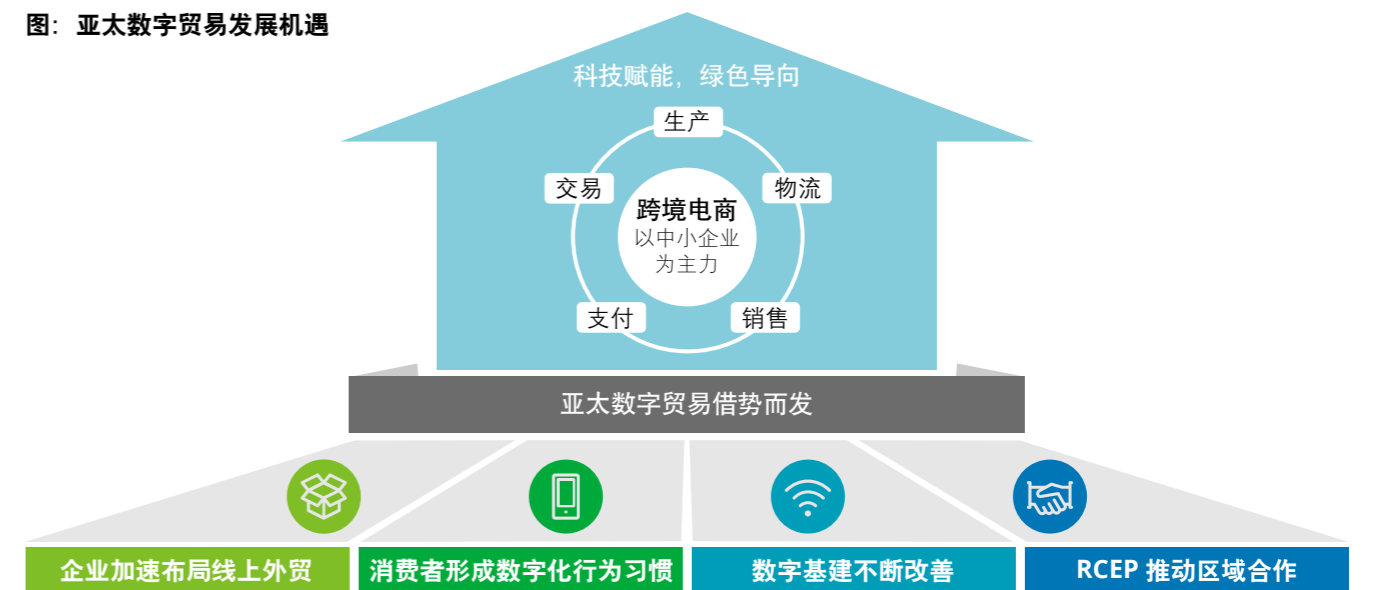 图：亚太数字贸易发展机遇
科技赋能，绿色导向
生产
交易
物流
跨境电商
以中小企业
为主力
支付
销售
亚太数字贸易借势而发
企业加速布局线上外贸
消费者形成数字化行为习惯
数字基建不断改善
RCEP 推动区域合作